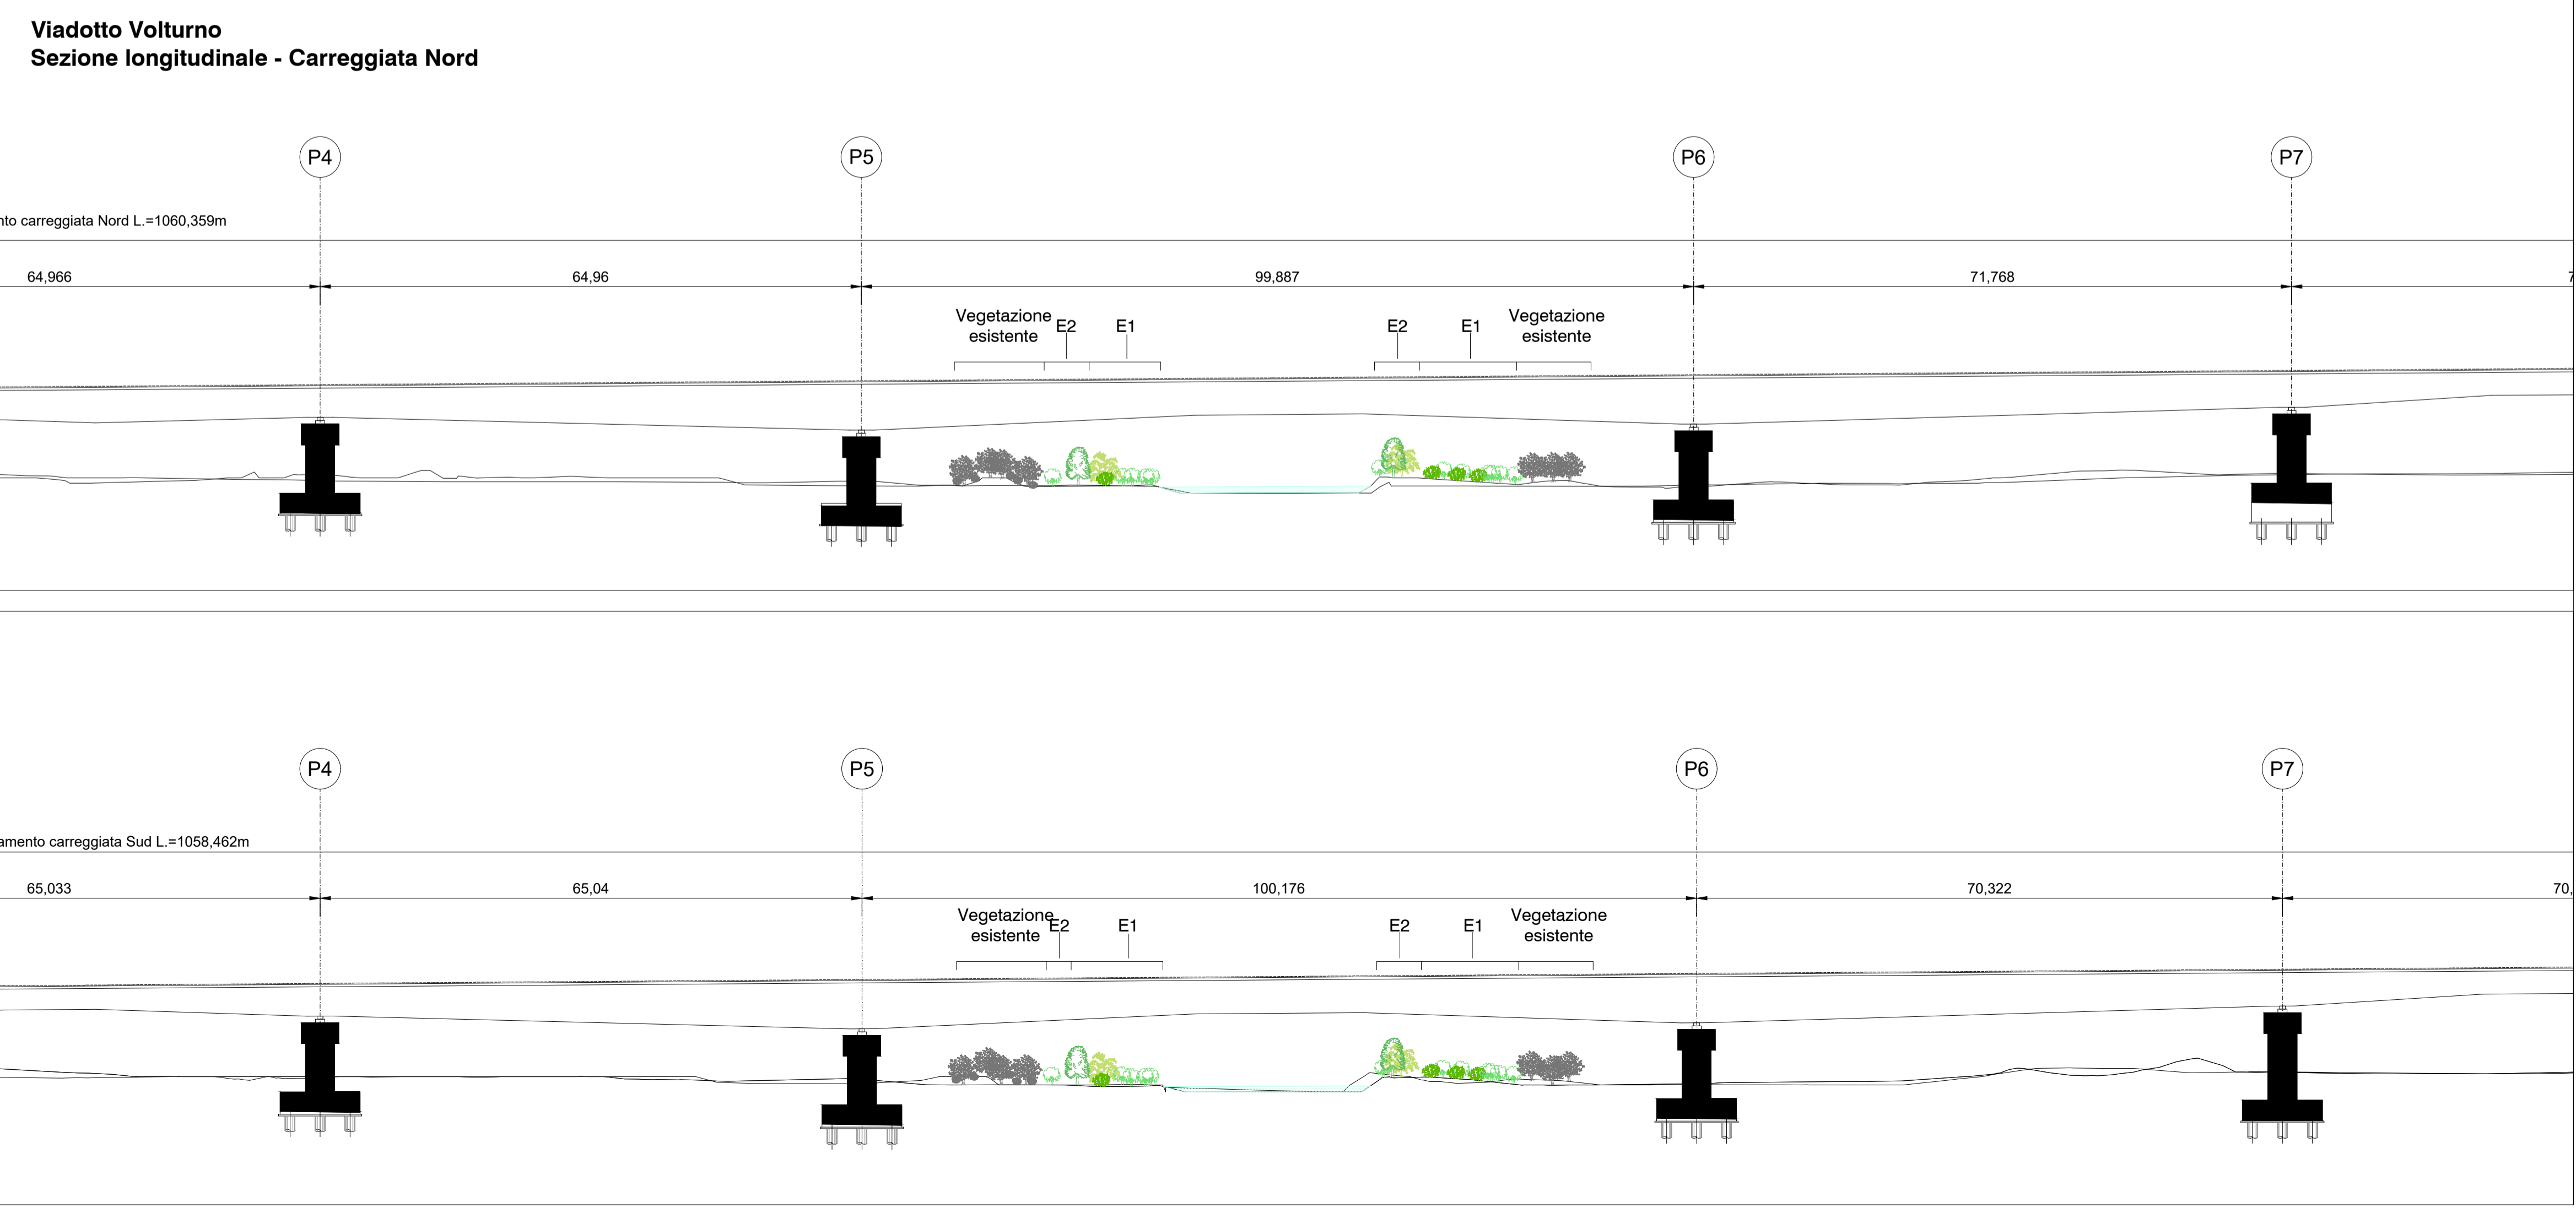 Viadotto Volturno
Sezione longitudinale - Carreggiata Nord
P4 P5 P6 P7
carreggiata Nord L.=1060,359m
64,966 64,96 99,887 71,768
Vegetazione esistente E2 E1 E2 E1 Vegetazione esistente
P4 P5 P6 P7
carreggiata Sud L.=1058,462m
65,033 65,04 100,176 70,322 70,
Vegetazione esistente E2 E1 E2 E1 Vegetazione esistente